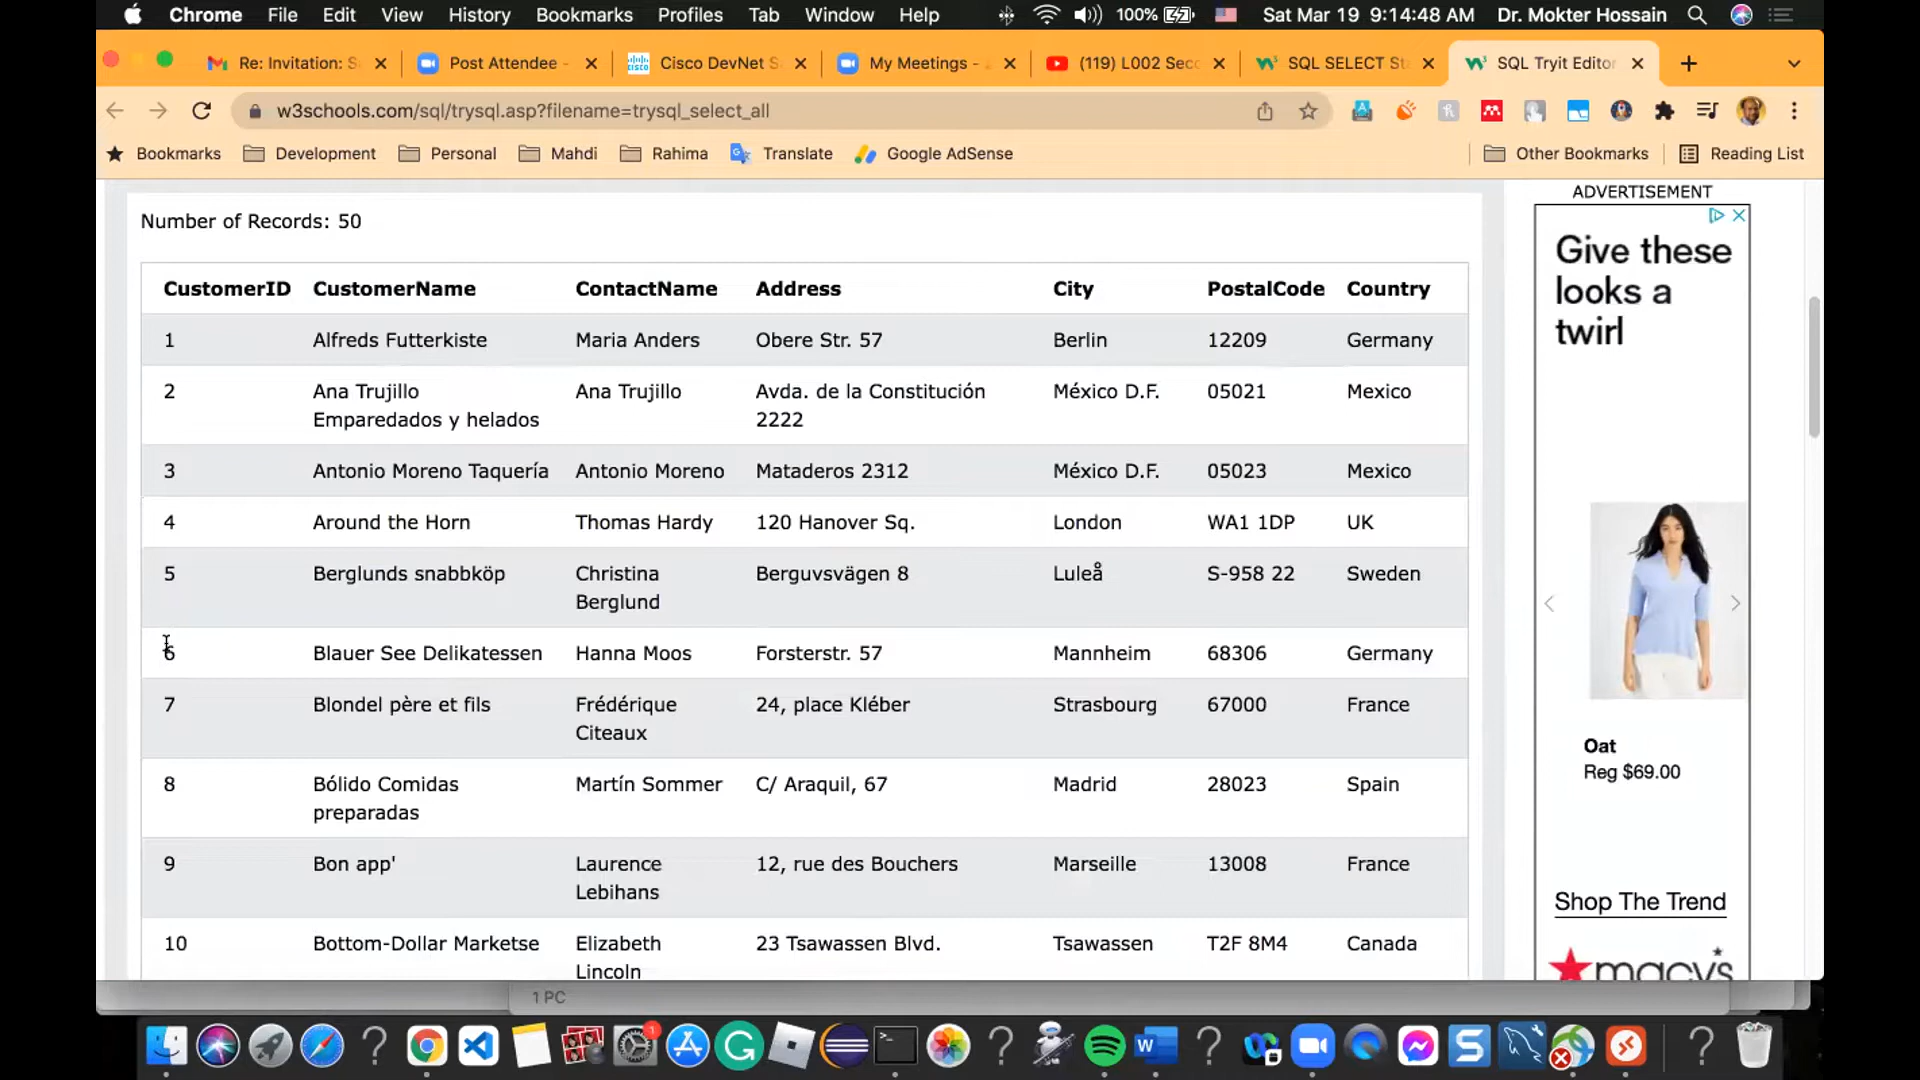 Chrome File Edit View History Bookmarks Profiles Tab Window Help 100% Sat Mar 19 9:14:48 AM Dr. Mokter Hossain
Re: Invitation: S Post Attendee - Cisco DevNet S My Meetings - (119) L002 Sec SQL SELECT St SQL Tryit Editor
w3schools.com/sql/trysql.asp?filename=trysql_select_all
Bookmarks Development Personal Mahdi Rahima Translate Google AdSense Other Bookmarks Reading List
Number of Records: 50
CustomerID CustomerName ContactName Address City PostalCode Country
1 Alfreds Futterkiste Maria Anders Obere Str. 57 Berlin 12209 Germany
2 Ana Trujillo Ana Trujillo Avda. de la Constitución México D.F. 05021 Mexico
Emparedados y helados 2222
3 Antonio Moreno Taquería Antonio Moreno Mataderos 2312 México D.F. 05023 Mexico
4 Around the Horn Thomas Hardy 120 Hanover Sq. London WA1 1DP UK
5 Berglunds snabbköp Christina Berguvsvägen 8 Luleå S-958 22 Sweden
Berglund
6 Blauer See Delikatessen Hanna Moos Forsterstr. 57 Mannheim 68306 Germany
7 Blondel père et fils Frédérique 24, place Kléber Strasbourg 67000 France
Citeaux
8 Bólido Comidas Martín Sommer C/ Araquil, 67 Madrid 28023 Spain
preparadas
9 Bon app' Laurence 12, rue des Bouchers Marseille 13008 France
Lebihans
10 Bottom-Dollar Marketse Elizabeth 23 Tsawassen Blvd. Tsawassen T2F 8M4 Canada
Lincoln
ADVERTISEMENT
Give these
looks a
twirl
Oat
Reg $69.00
Shop The Trend
macy's
1 PC